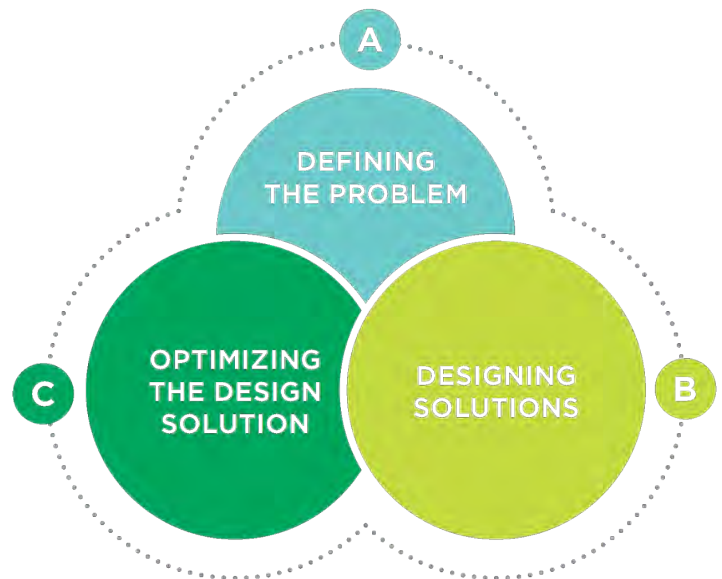 A
DEFINING
THE PROBLEM
OPTIMIZING
THE DESIGN
SOLUTION
C
DESIGNING
SOLUTIONS
B